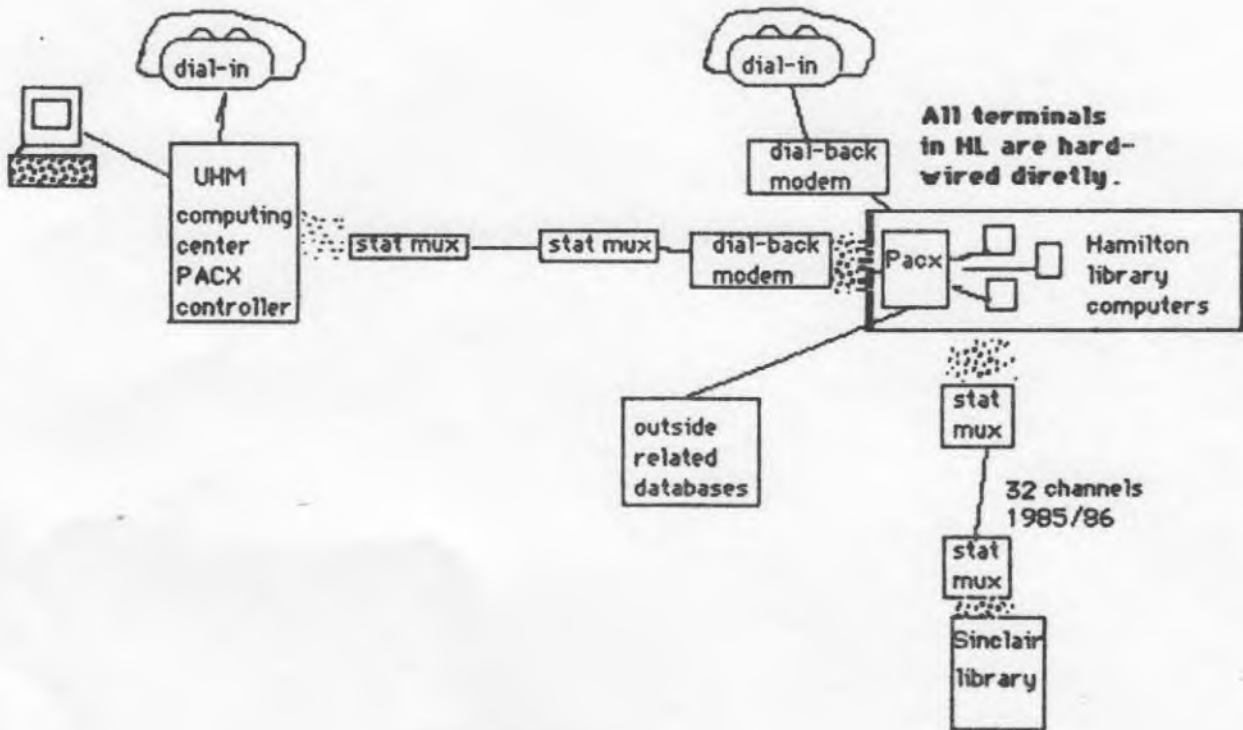 dial-in
dial-in
All terminals
in HL are hard-
wired diretly.
UHM
computing
center
PACX
controller
stat mux
stat mux
dial-back
modem
dial-back
modem
Pacx
Hamilton
library
computers
outside
related
databases
stat
mux
32 channels
1985/86
stat
mux
Sinclair
library